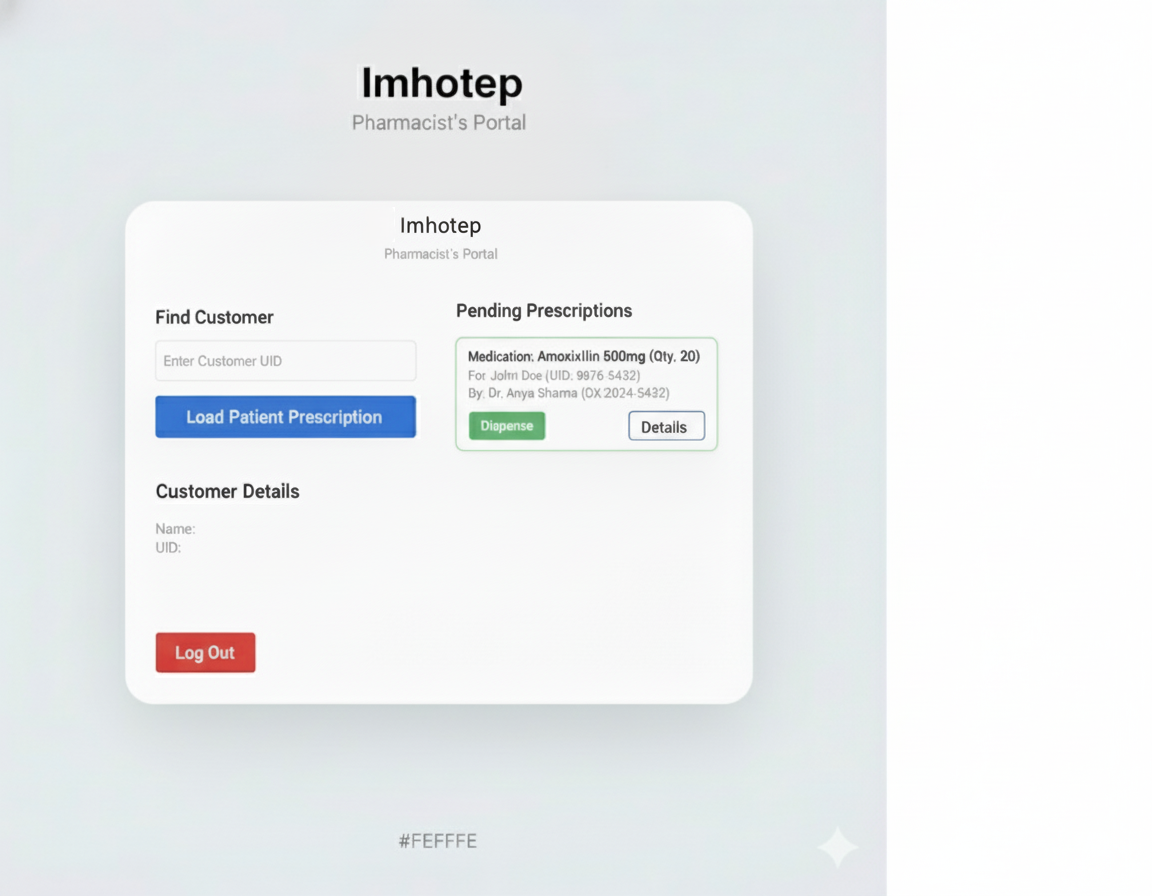 Imhotep
Pharmacist's Portal
Imhotep
Pharmacist's Portal
Find Customer
Enter Customer UID
Load Patient Prescription
Customer Details
Name:
UID:
Log Out
Pending Prescriptions
Medication: Amoxixllin 500mg (Qty. 20)
For John Doe (UID: 9876-5432)
By: Dr. Anya Shama (DX 2024-5432)
Diapense
Details
#FEFFFE